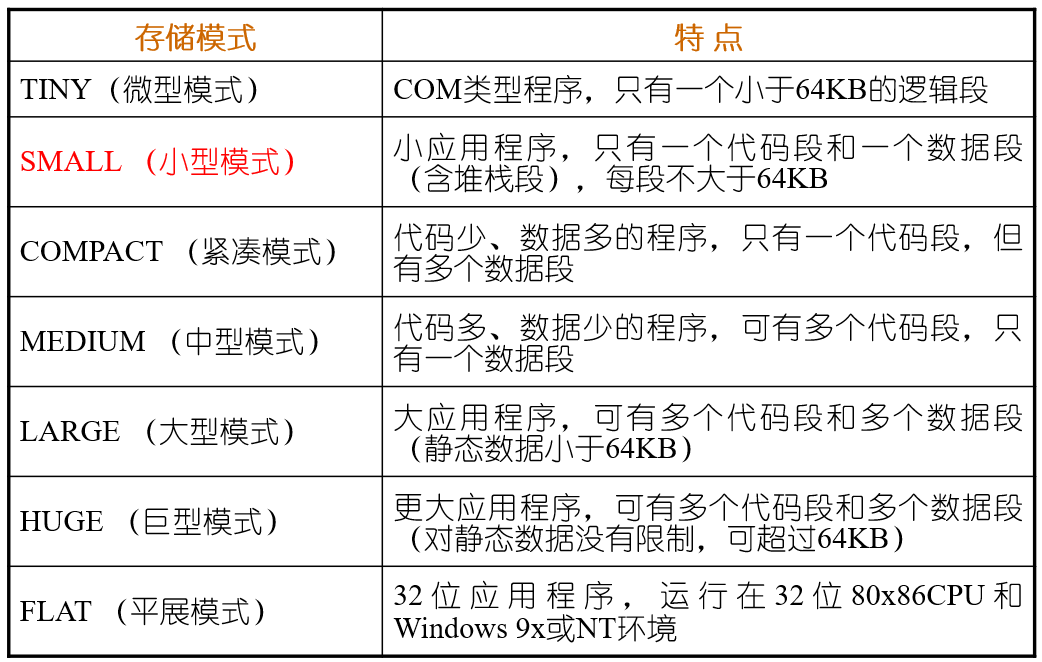 存储模式
特 点
TINY（微型模式）
COM类型程序，只有一个小于64KB的逻辑段
SMALL （小型模式）
小应用程序，只有一个代码段和一个数据段
（含堆栈段），每段不大于64KB
COMPACT （紧凑模式）
代码少、数据多的程序，只有一个代码段，但
有多个数据段
MEDIUM （中型模式）
代码多、数据少的程序，可有多个代码段，只
有一个数据段
LARGE （大型模式）
大应用程序，可有多个代码段和多个数据段
（静态数据小于64KB）
HUGE （巨型模式）
更大应用程序，可有多个代码段和多个数据段
（对静态数据没有限制，可超过64KB）
FLAT （平展模式）
32位应用程序，运行在32位80x86CPU和
Windows 9x或NT环境